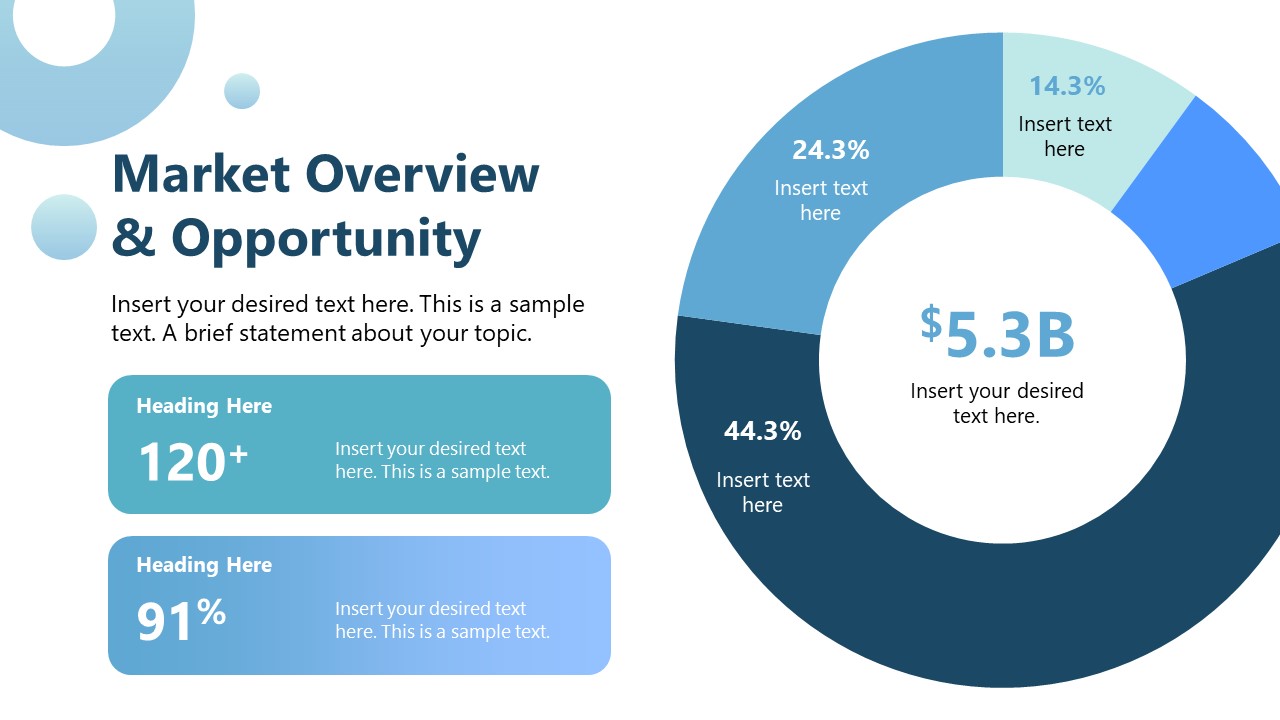 Market Overview
& Opportunity
Insert your desired text here. This is a sample
text. A brief statement about your topic.
Heading Here
120+
Insert your desired text
here. This is a sample text.
Heading Here
91%
Insert your desired text
here. This is a sample text.
14.3%
Insert text
here
24.3%
Insert text
here
$5.3B
Insert your desired
text here.
44.3%
Insert text
here